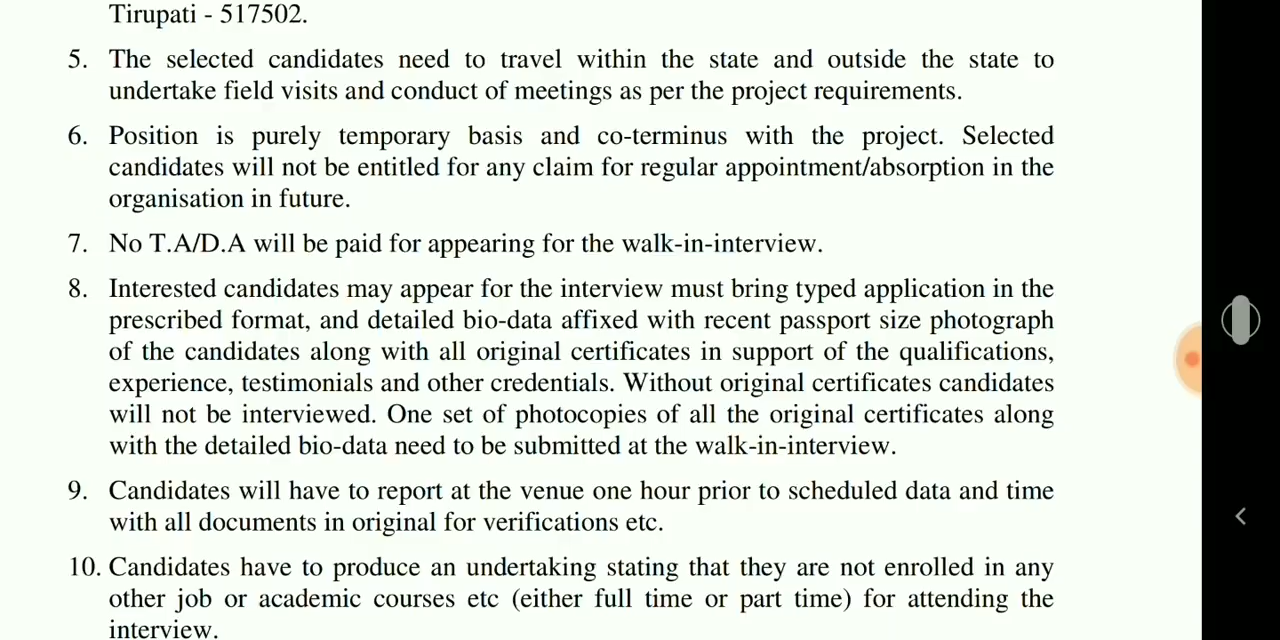 Tirupati - 517502.
5. The selected candidates need to travel within the state and outside the state to
undertake field visits and conduct of meetings as per the project requirements.
6. Position is purely temporary basis and co-terminus with the project. Selected
candidates will not be entitled for any claim for regular appointment/absorption in the
organisation in future.
7. No T.A/D.A will be paid for appearing for the walk-in-interview.
8. Interested candidates may appear for the interview must bring typed application in the
prescribed format, and detailed bio-data affixed with recent passport size photograph
of the candidates along with all original certificates in support of the qualifications,
experience, testimonials and other credentials. Without original certificates candidates
will not be interviewed. One set of photocopies of all the original certificates along
with the detailed bio-data need to be submitted at the walk-in-interview.
9. Candidates will have to report at the venue one hour prior to scheduled data and time
with all documents in original for verifications etc.
10. Candidates have to produce an undertaking stating that they are not enrolled in any
other job or academic courses etc (either full time or part time) for attending the
interview.